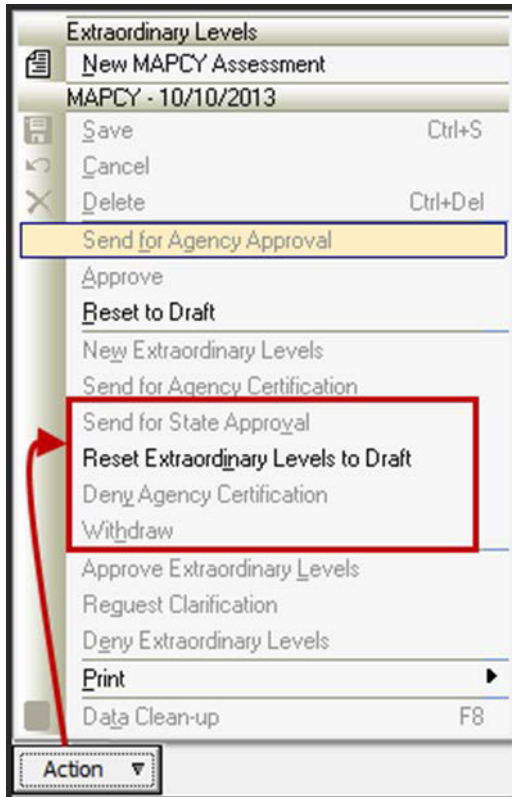 Extraordinary Levels
New MAPCY Assessment
MAPCY - 10/10/2013
Save Ctrl+S
Cancel
Delete Ctrl+Del
Send for Agency Approval
Approve
Reset to Draft
New Extraordinary Levels
Send for Agency Certification
Send for State Approval
Reset Extraordinary Levels to Draft
Deny Agency Certification
Withdraw
Approve Extraordinary Levels
Request Clarification
Deny Extraordinary Levels
Print
Data Clean-up F8
Action